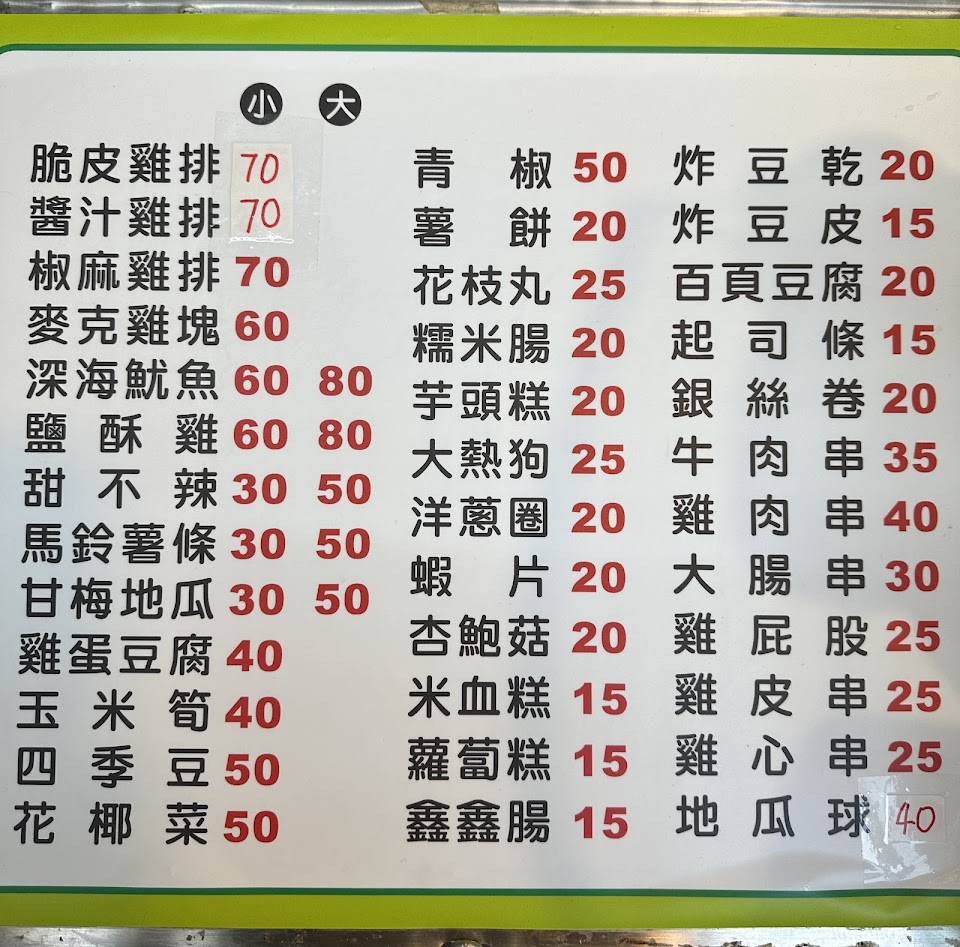 小 大
脆皮雞排 70
醬汁雞排 70
椒麻雞排 70
麥克雞塊 60
深海魷魚 60 80
鹽酥雞 60 80
甜不辣 30 50
馬鈴薯條 30 50
甘梅地瓜 30 50
雞蛋豆腐 40
玉米筍 40
四季豆 50
花椰菜 50
青椒 50
薯餅 20
花枝丸 25
糯米腸 20
芋頭糕 20
大熱狗 25
洋蔥圈 20
蝦片 20
杏鮑菇 20
米血糕 15
蘿蔔糕 15
鑫鑫腸 15
炸豆乾 20
炸豆皮 15
百頁豆腐 20
起司條 15
銀絲卷 20
牛肉串 35
雞肉串 40
大腸串 30
雞屁股 25
雞皮串 25
雞心串 25
地瓜球 40